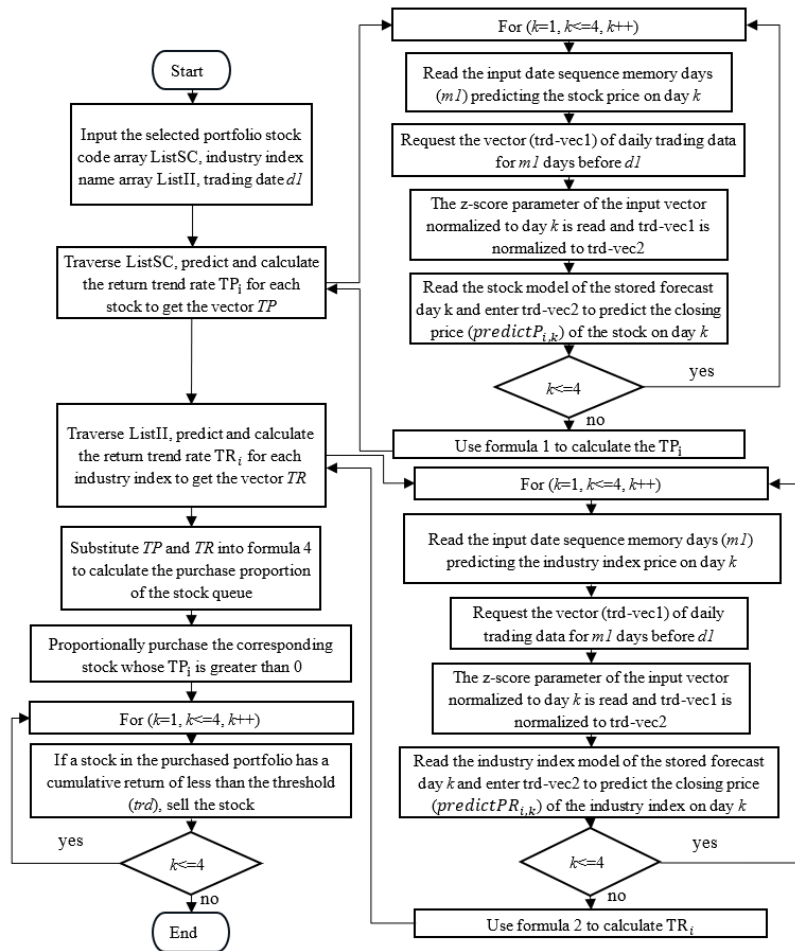 Start
Input the selected portfolio stock
code array ListSC, industry index
name array ListII, trading date d1
Traverse ListSC, predict and calculate
the return trend rate TPi for each
stock to get the vector TP
Traverse ListII, predict and calculate
the return trend rate TRi for each
industry index to get the vector TR
Substitute TP and TR into formula 4
to calculate the purchase proportion
of the stock queue
Proportionally purchase the corresponding
stock whose TPi is greater than 0
For (k=1, k<=4, k++)
If a stock in the purchased portfolio has a
cumulative return of less than the threshold
(trd), sell the stock
yes
k<=4
no
End
For (k=1, k<=4, k++)
Read the input date sequence memory days
(m1) predicting the stock price on day k
Request the vector (trd-vec1) of daily trading data
for m1 days before d1
The z-score parameter of the input vector
normalized to day k is read and trd-vec1 is
normalized to trd-vec2
Read the stock model of the stored forecast
day k and enter trd-vec2 to predict the closing
price (predictPi,k) of the stock on day k
k<=4
yes
no
Use formula 1 to calculate the TPi
For (k=1, k<=4, k++)
Read the input date sequence memory days (m1)
predicting the industry index price on day k
Request the vector (trd-vec1) of daily
trading data for m1 days before d1
The z-score parameter of the input vector
normalized to day k is read and trd-vec1 is
normalized to trd-vec2
Read the industry index model of the stored forecast
day k and enter trd-vec2 to predict the closing price
(predictPRi,k) of the industry index on day k
k<=4
yes
no
Use formula 2 to calculate TRi